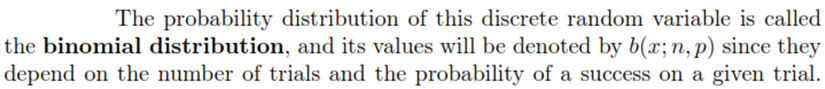 The probability distribution of this discrete random variable is called
the binomial distribution, and its values will be denoted by b(x; n, p) since they
depend on the number of trials and the probability of a success on a given trial.